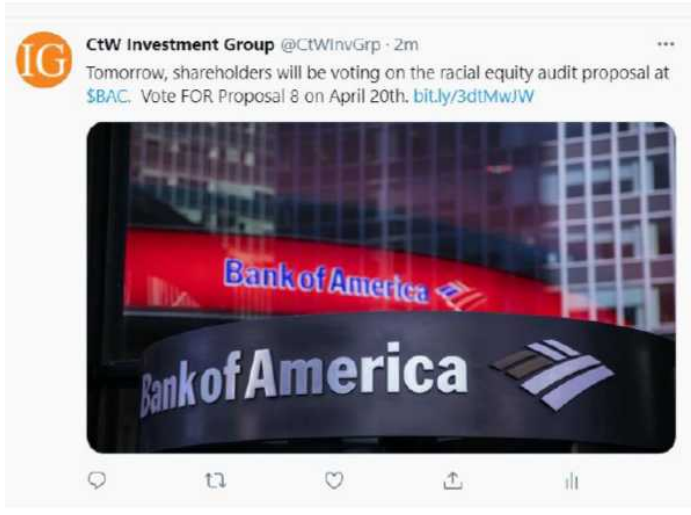 IG
CtW Investment Group @CtWInvGrp · 2m
Tomorrow, shareholders will be voting on the racial equity audit proposal at
$BAC.  Vote FOR Proposal 8 on April 20th. bit.ly/3dtMwJW
Bank of America
Bank of America